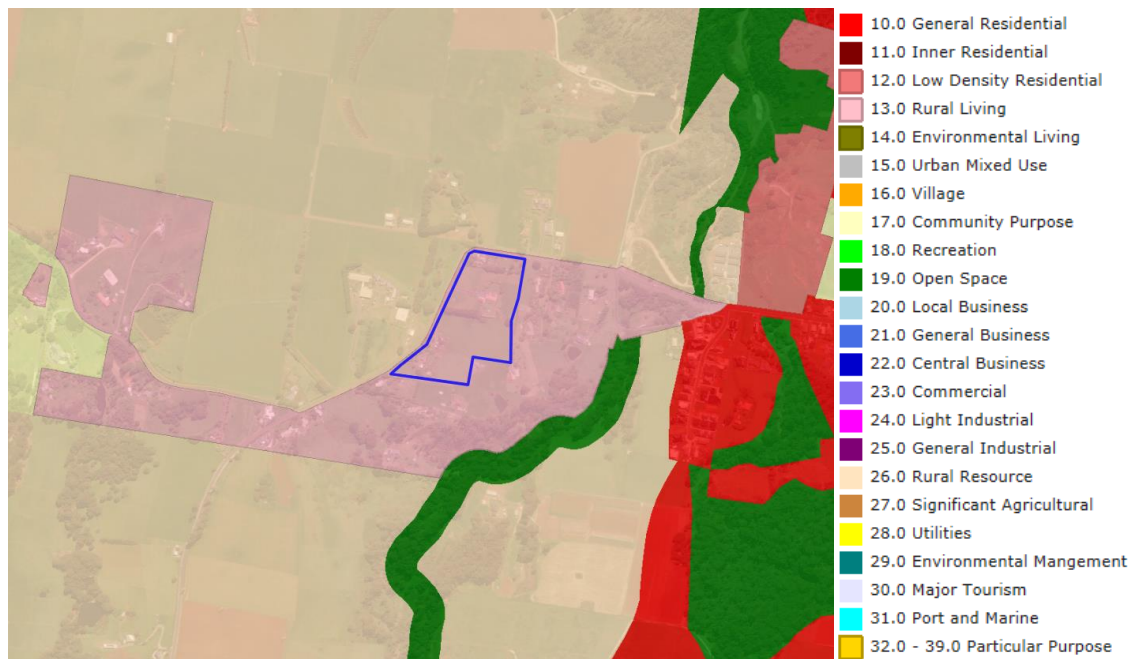 10.0 General Residential
11.0 Inner Residential
12.0 Low Density Residential
13.0 Rural Living
14.0 Environmental Living
15.0 Urban Mixed Use
16.0 Village
17.0 Community Purpose
18.0 Recreation
19.0 Open Space
20.0 Local Business
21.0 General Business
22.0 Central Business
23.0 Commercial
24.0 Light Industrial
25.0 General Industrial
26.0 Rural Resource
27.0 Significant Agricultural
28.0 Utilities
29.0 Environmental Mangement
30.0 Major Tourism
31.0 Port and Marine
32.0 - 39.0 Particular Purpose